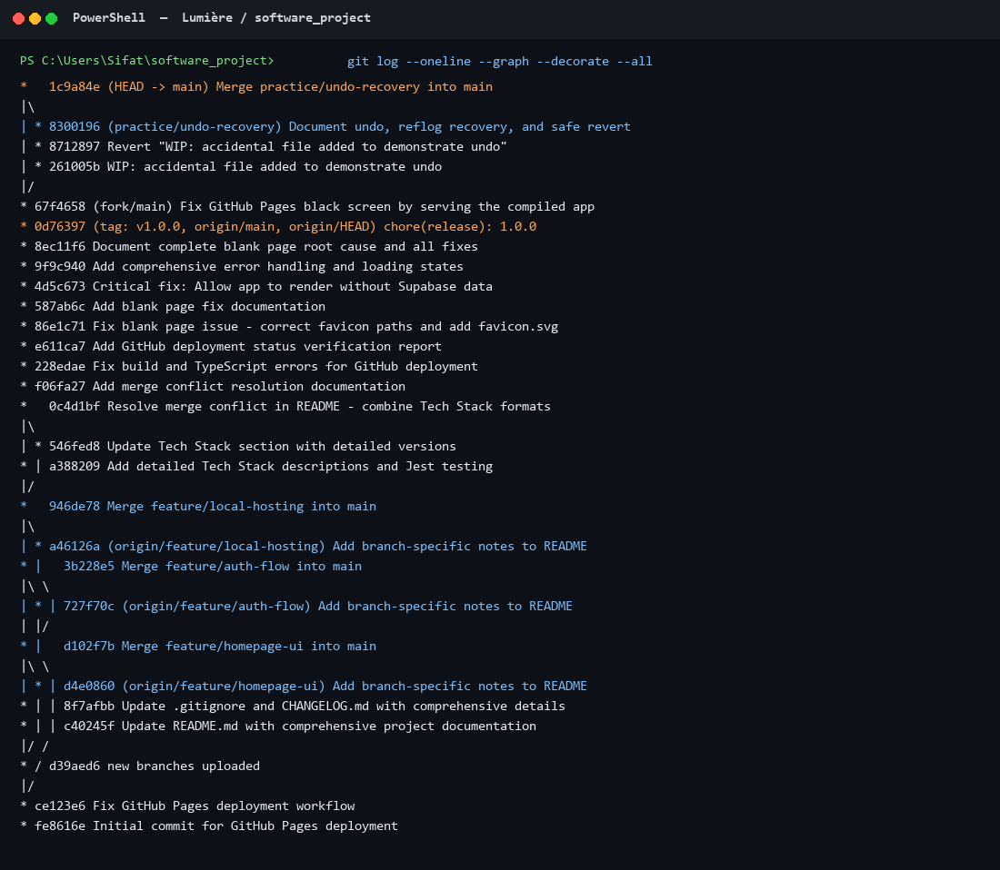 PowerShell — Lumière / software_project
PS C:\Users\Sifat\software_project> git log --oneline --graph --decorate --all
*   1c9a84e (HEAD -> main) Merge practice/undo-recovery into main
|\
| * 8300196 (practice/undo-recovery) Document undo, reflog recovery, and safe revert
| * 8712897 Revert "WIP: accidental file added to demonstrate undo"
| * 261005b WIP: accidental file added to demonstrate undo
|/
* 67f4658 (fork/main) Fix GitHub Pages black screen by serving the compiled app
* 0d76397 (tag: v1.0.0, origin/main, origin/HEAD) chore(release): 1.0.0
* 8ec11f6 Document complete blank page root cause and all fixes
* 9f9c940 Add comprehensive error handling and loading states
* 4d5c673 Critical fix: Allow app to render without Supabase data
* 587ab6c Add blank page fix documentation
* 86e1c71 Fix blank page issue - correct favicon paths and add favicon.svg
* e611ca7 Add GitHub deployment status verification report
* 228edae Fix build and TypeScript errors for GitHub deployment
* f06fa27 Add merge conflict resolution documentation
*   0c4d1bf Resolve merge conflict in README - combine Tech Stack formats
|\
| * 546fed8 Update Tech Stack section with detailed versions
* | a388209 Add detailed Tech Stack descriptions and Jest testing
|/
*   946de78 Merge feature/local-hosting into main
|\
| * a46126a (origin/feature/local-hosting) Add branch-specific notes to README
* |   3b228e5 Merge feature/auth-flow into main
|\ \
| * | 727f70c (origin/feature/auth-flow) Add branch-specific notes to README
| |/
* |   d102f7b Merge feature/homepage-ui into main
|\ \
| * | d4e0860 (origin/feature/homepage-ui) Add branch-specific notes to README
* | | 8f7afbb Update .gitignore and CHANGELOG.md with comprehensive details
* | | c40245f Update README.md with comprehensive project documentation
|/ /
* / d39aed6 new branches uploaded
|/
* ce123e6 Fix GitHub Pages deployment workflow
* fe8616e Initial commit for GitHub Pages deployment